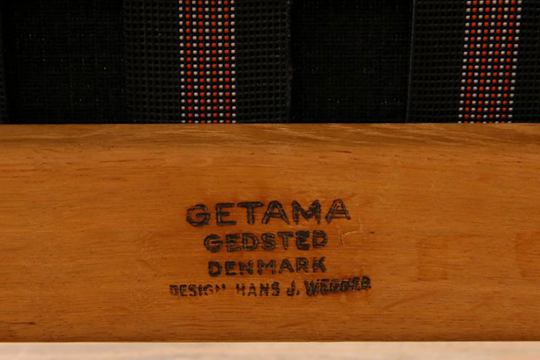 GETAMA
GEDSTED
DENMARK
DESIGN HANS J. WEGNER